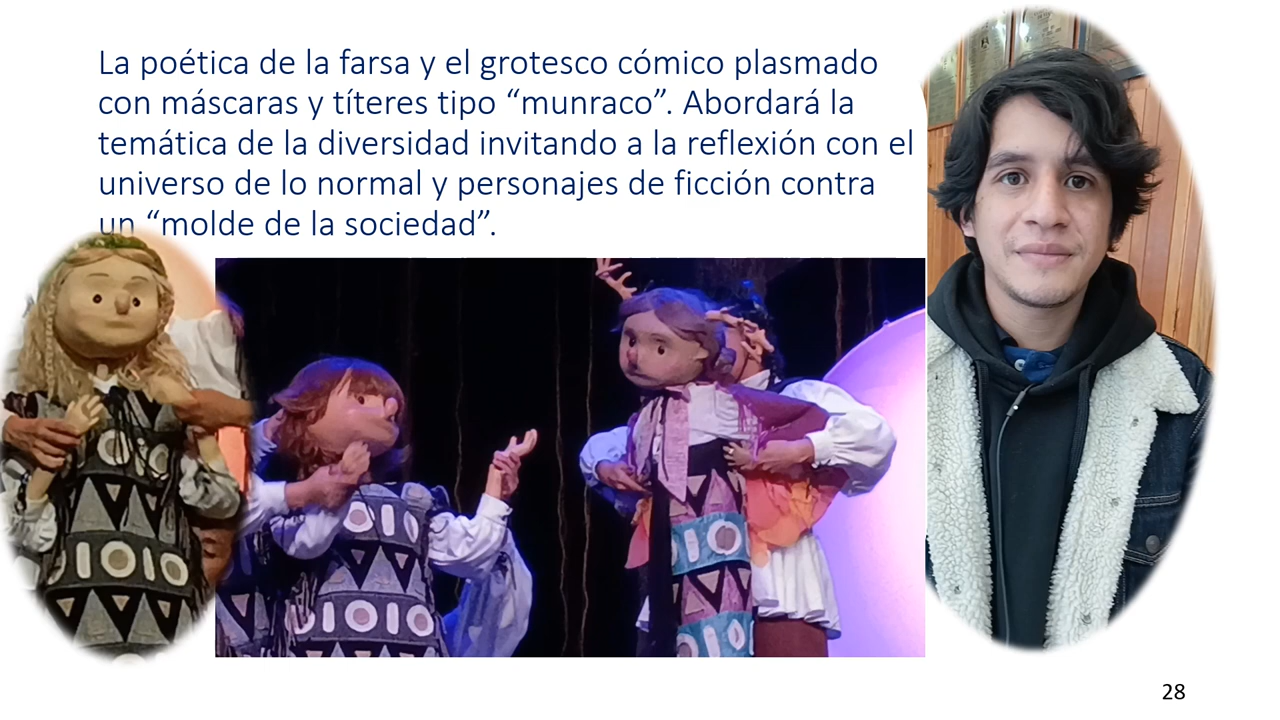 La poética de la farsa y el grotesco cómico plasmado
con máscaras y títeres tipo “munraco”. Abordará la
temática de la diversidad invitando a la reflexión con el
universo de lo normal y personajes de ficción contra
un “molde de la sociedad”.
28